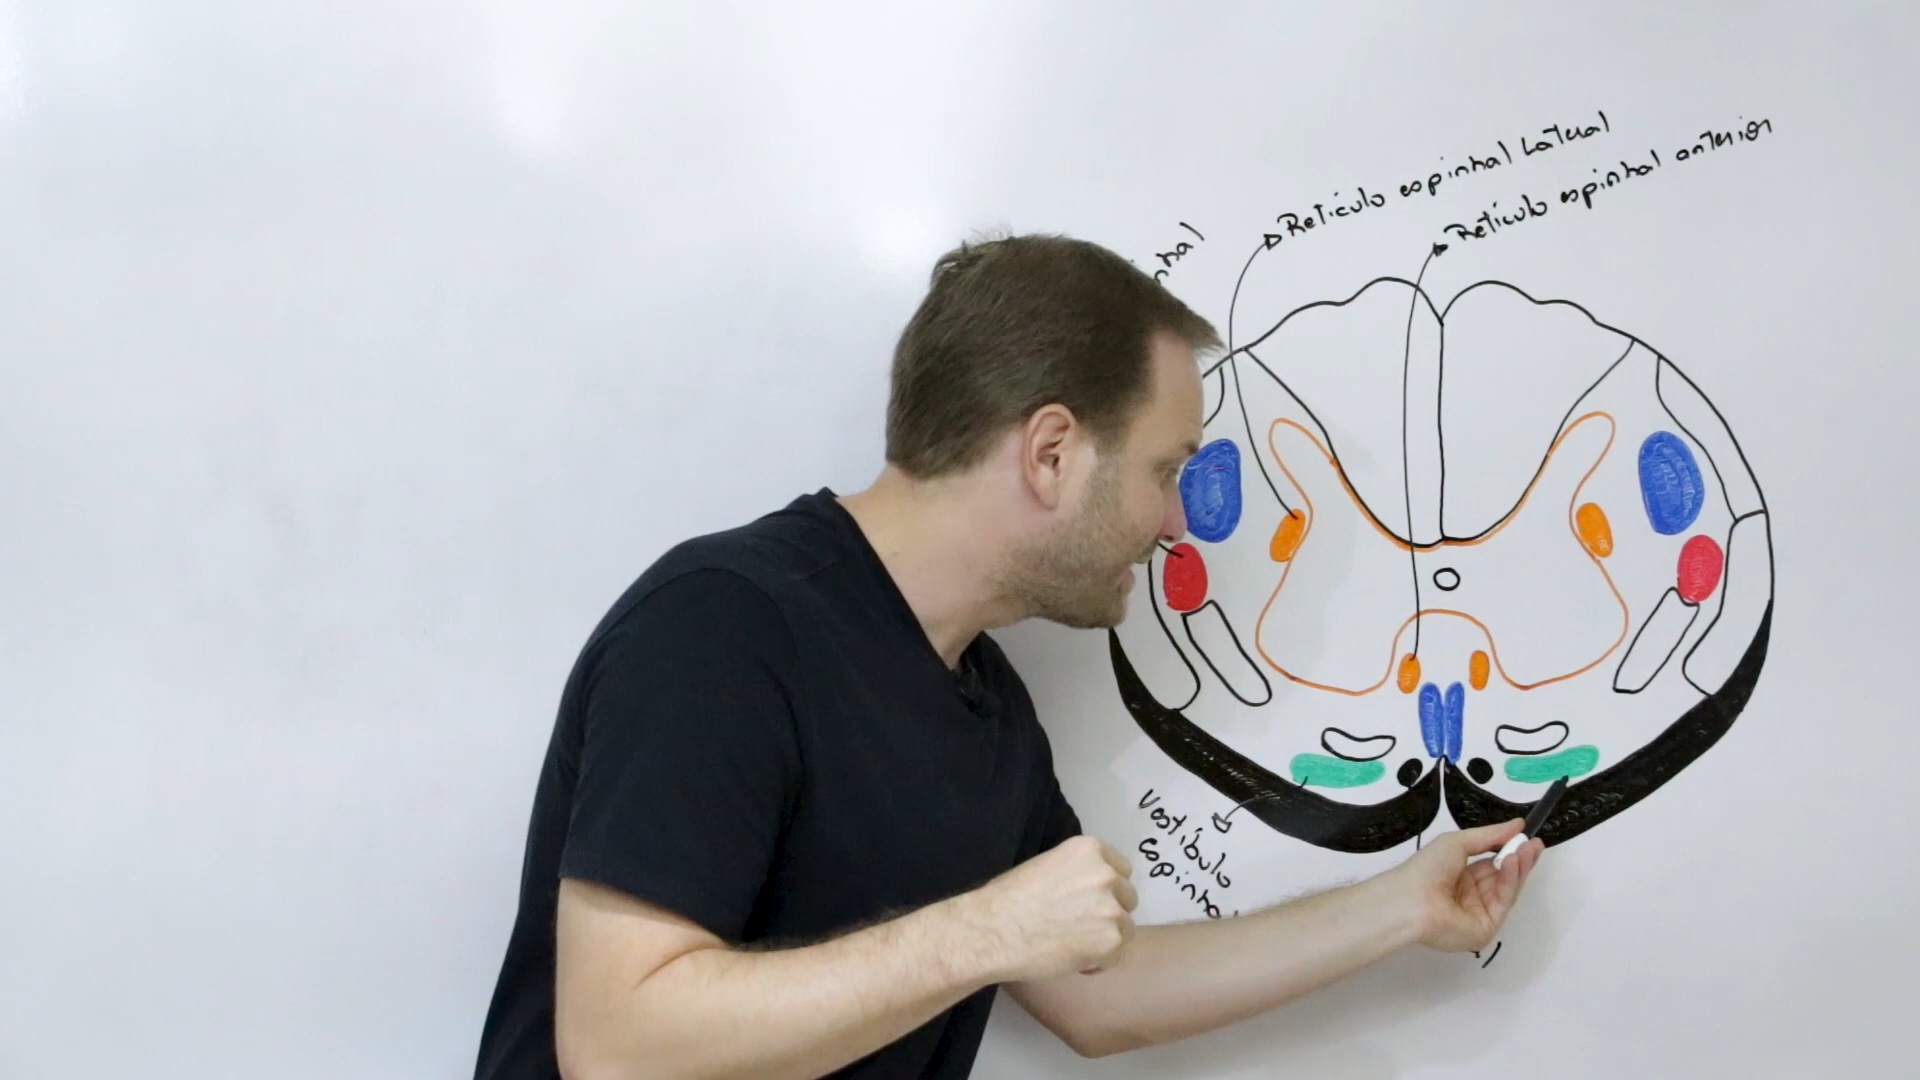 Retículo espinhal Lateral
Retículo espinhal anterior
Vestíbulo
espinhal